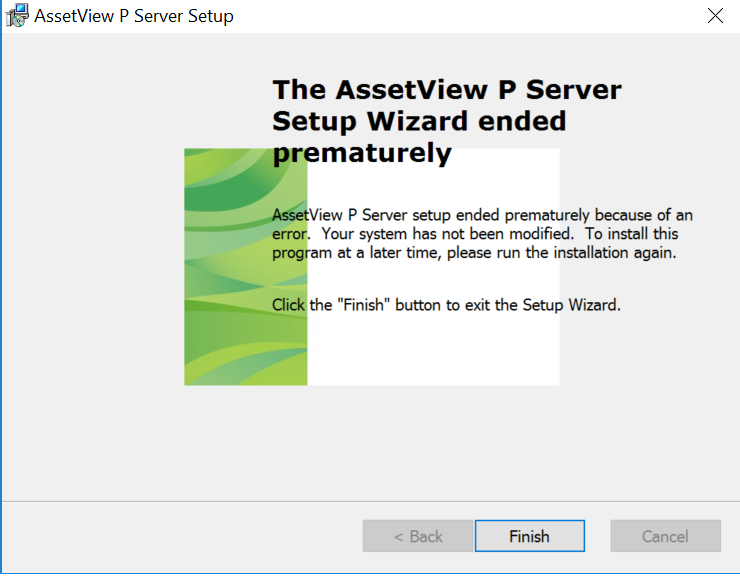 AssetView P Server Setup
The AssetView P Server
Setup Wizard ended
prematurely
AssetView P Server setup ended prematurely because of an
error.  Your system has not been modified.  To install this
program at a later time, please run the installation again.
Click the "Finish" button to exit the Setup Wizard.
< Back
Finish
Cancel